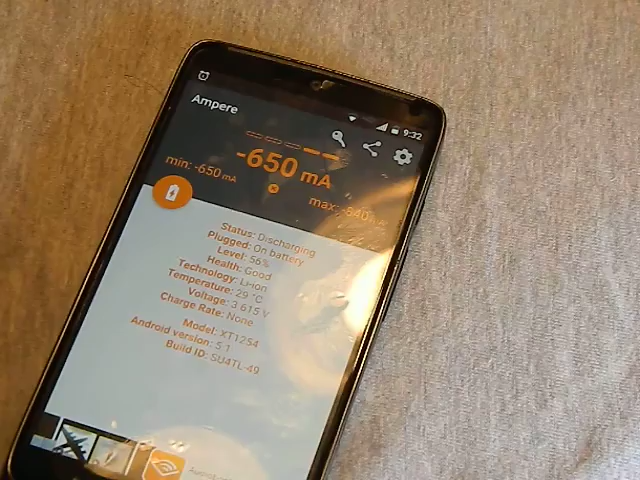 9:32
Ampere
-650 mA
min: -650 mA
max: -640 mA
Status: Discharging
Plugged: On battery
Level: 56%
Health: Good
Technology: Li-ion
Temperature: 29 °C
Voltage: 3.615 V
Charge Rate: None
Model: XT1254
Android version: 5.1
Build ID: SU4TL-49